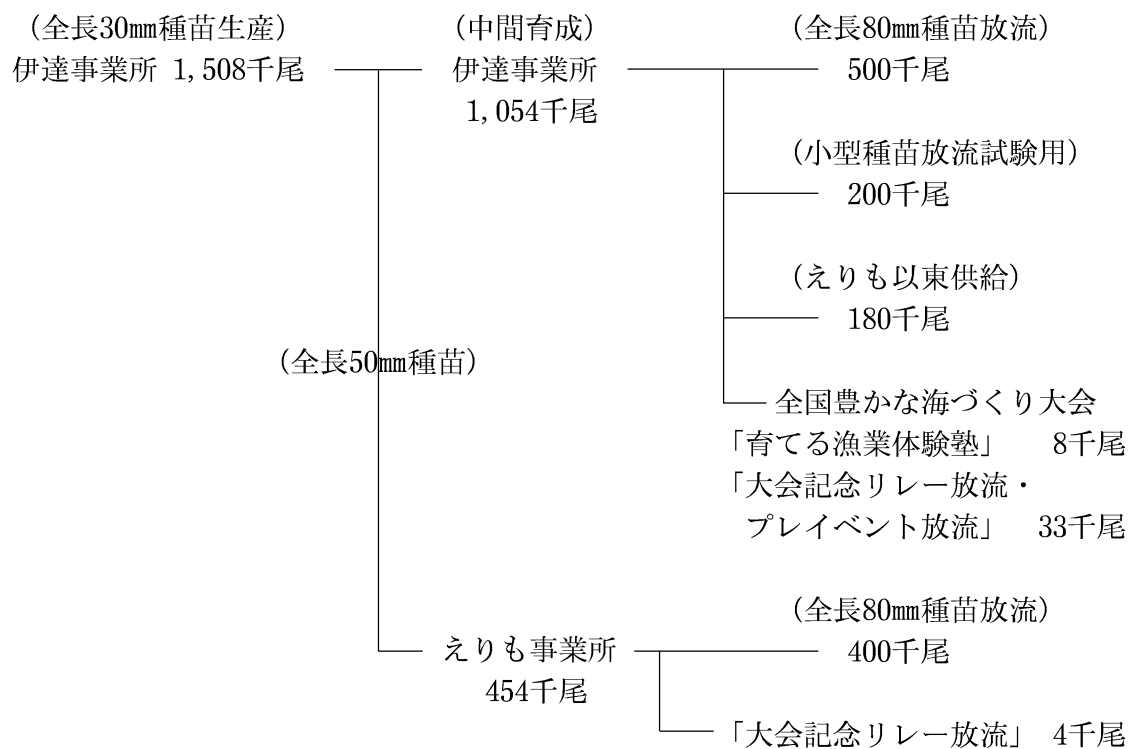 （全長30㎜種苗生産）
伊達事業所 1,508千尾
（中間育成）
伊達事業所
1,054千尾
（全長80㎜種苗放流）
500千尾
（小型種苗放流試験用）
200千尾
（えりも以東供給）
180千尾
全国豊かな海づくり大会
「育てる漁業体験塾」 8千尾
「大会記念リレー放流・
プレイベント放流」 33千尾
（全長50㎜種苗）
えりも事業所
454千尾
（全長80㎜種苗放流）
400千尾
「大会記念リレー放流」 4千尾